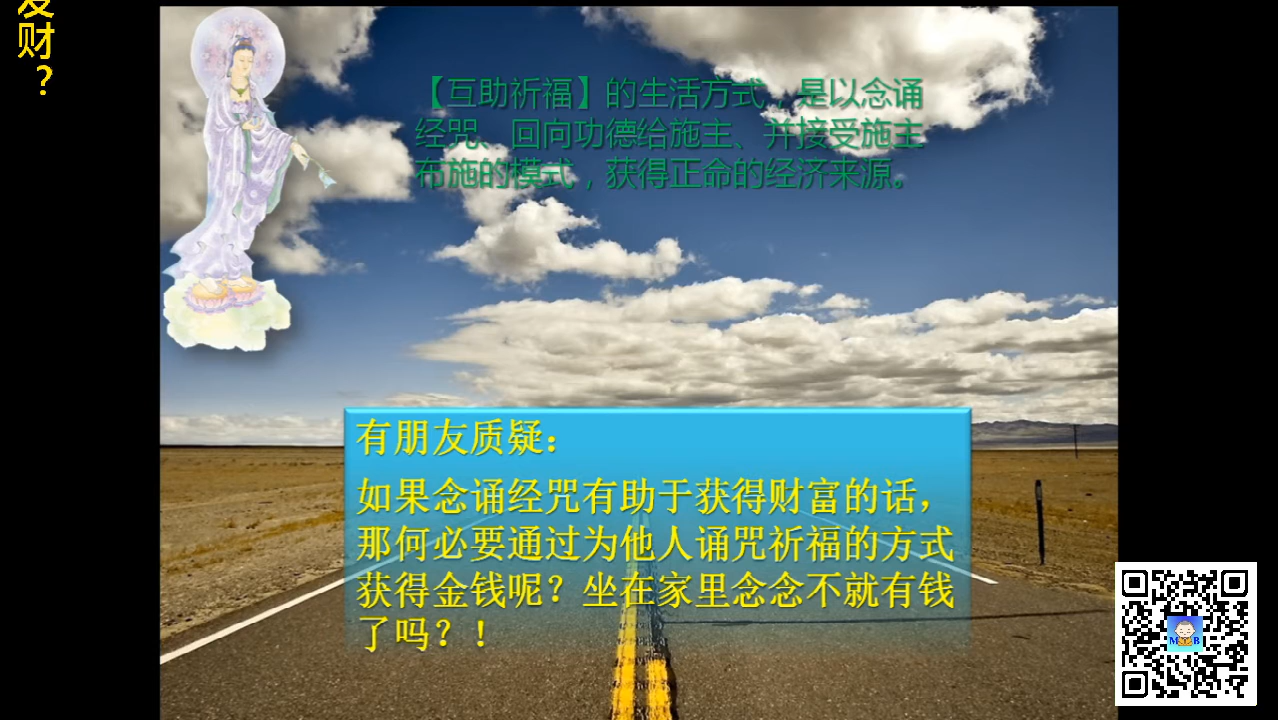 发财？
【互助祈福】的生活方式，是以念诵
经咒、回向功德给施主、并接受施主
布施的模式，获得正命的经济来源。
有朋友质疑：
如果念诵经咒有助于获得财富的话，
那何必要通过为他人诵咒祈福的方式
获得金钱呢？坐在家里念念不就有钱
了吗？！
M B